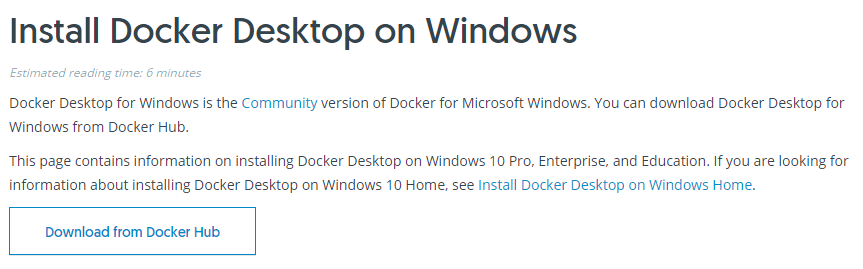 Install Docker Desktop on Windows
Estimated reading time: 6 minutes
Docker Desktop for Windows is the Community version of Docker for Microsoft Windows. You can download Docker Desktop for
Windows from Docker Hub.
This page contains information on installing Docker Desktop on Windows 10 Pro, Enterprise, and Education. If you are looking for
information about installing Docker Desktop on Windows 10 Home, see Install Docker Desktop on Windows Home.
Download from Docker Hub